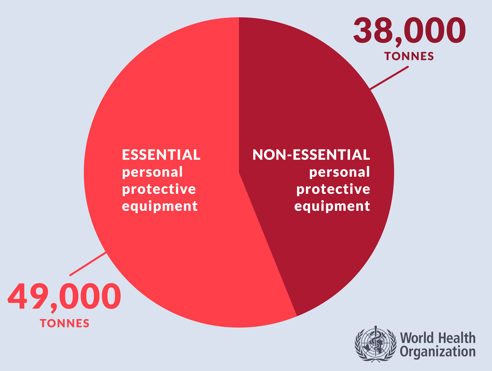 38,000
TONNES
ESSENTIAL
personal
protective
equipment
NON-ESSENTIAL
personal
protective
equipment
49,000
TONNES
World Health
Organization